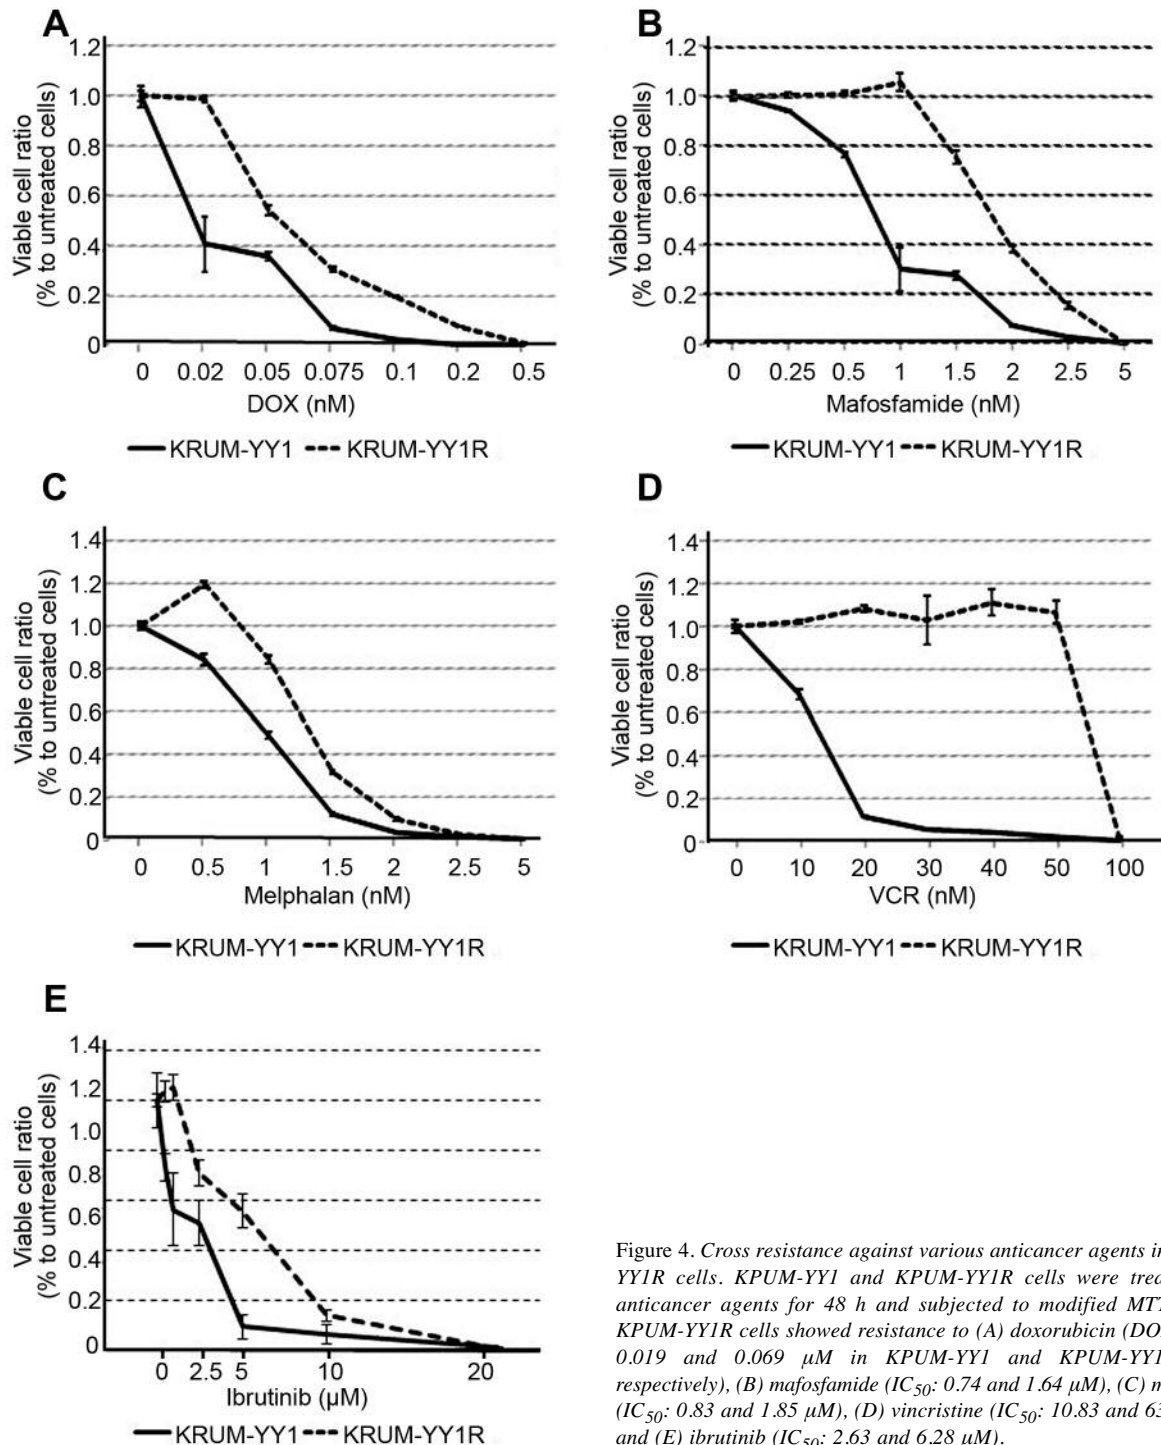 A
1.2
1.0
0.8
0.6
0.4
0.2
0
Viable cell ratio
(% to untreated cells)
0 0.02 0.05 0.075 0.1 0.2 0.5
DOX (nM)
KRUM-YY1 KRUM-YY1R
B
1.2
1.0
0.8
0.6
0.4
0.2
0
Viable cell ratio
(% to untreated cells)
0 0.25 0.5 1 1.5 2 2.5 5
Mafosfamide (nM)
KRUM-YY1 KRUM-YY1R
C
1.4
1.2
1.0
0.8
0.6
0.4
0.2
0
Viable cell ratio
(% to untreated cells)
0 0.5 1 1.5 2 2.5 5
Melphalan (nM)
KRUM-YY1 KRUM-YY1R
D
1.4
1.2
1.0
0.8
0.6
0.4
0.2
0
Viable cell ratio
(% to untreated cells)
0 10 20 30 40 50 100
VCR (nM)
KRUM-YY1 KRUM-YY1R
E
1.4
1.2
1.0
0.8
0.6
0.4
0.2
0
Viable cell ratio
(% to untreated cells)
0 2.5 5 10 20
Ibrutinib (µM)
KRUM-YY1 KRUM-YY1R
Figure 4. Cross resistance against various anticancer agents in
YY1R cells. KPUM-YY1 and KPUM-YY1R cells were trea
anticancer agents for 48 h and subjected to modified MTT
KPUM-YY1R cells showed resistance to (A) doxorubicin (DO
0.019 and 0.069 µM in KPUM-YY1 and KPUM-YY1
respectively), (B) mafosfamide (IC50: 0.74 and 1.64 µM), (C) m
(IC50: 0.83 and 1.85 µM), (D) vincristine (IC50: 10.83 and 63
and (E) ibrutinib (IC50: 2.63 and 6.28 µM).